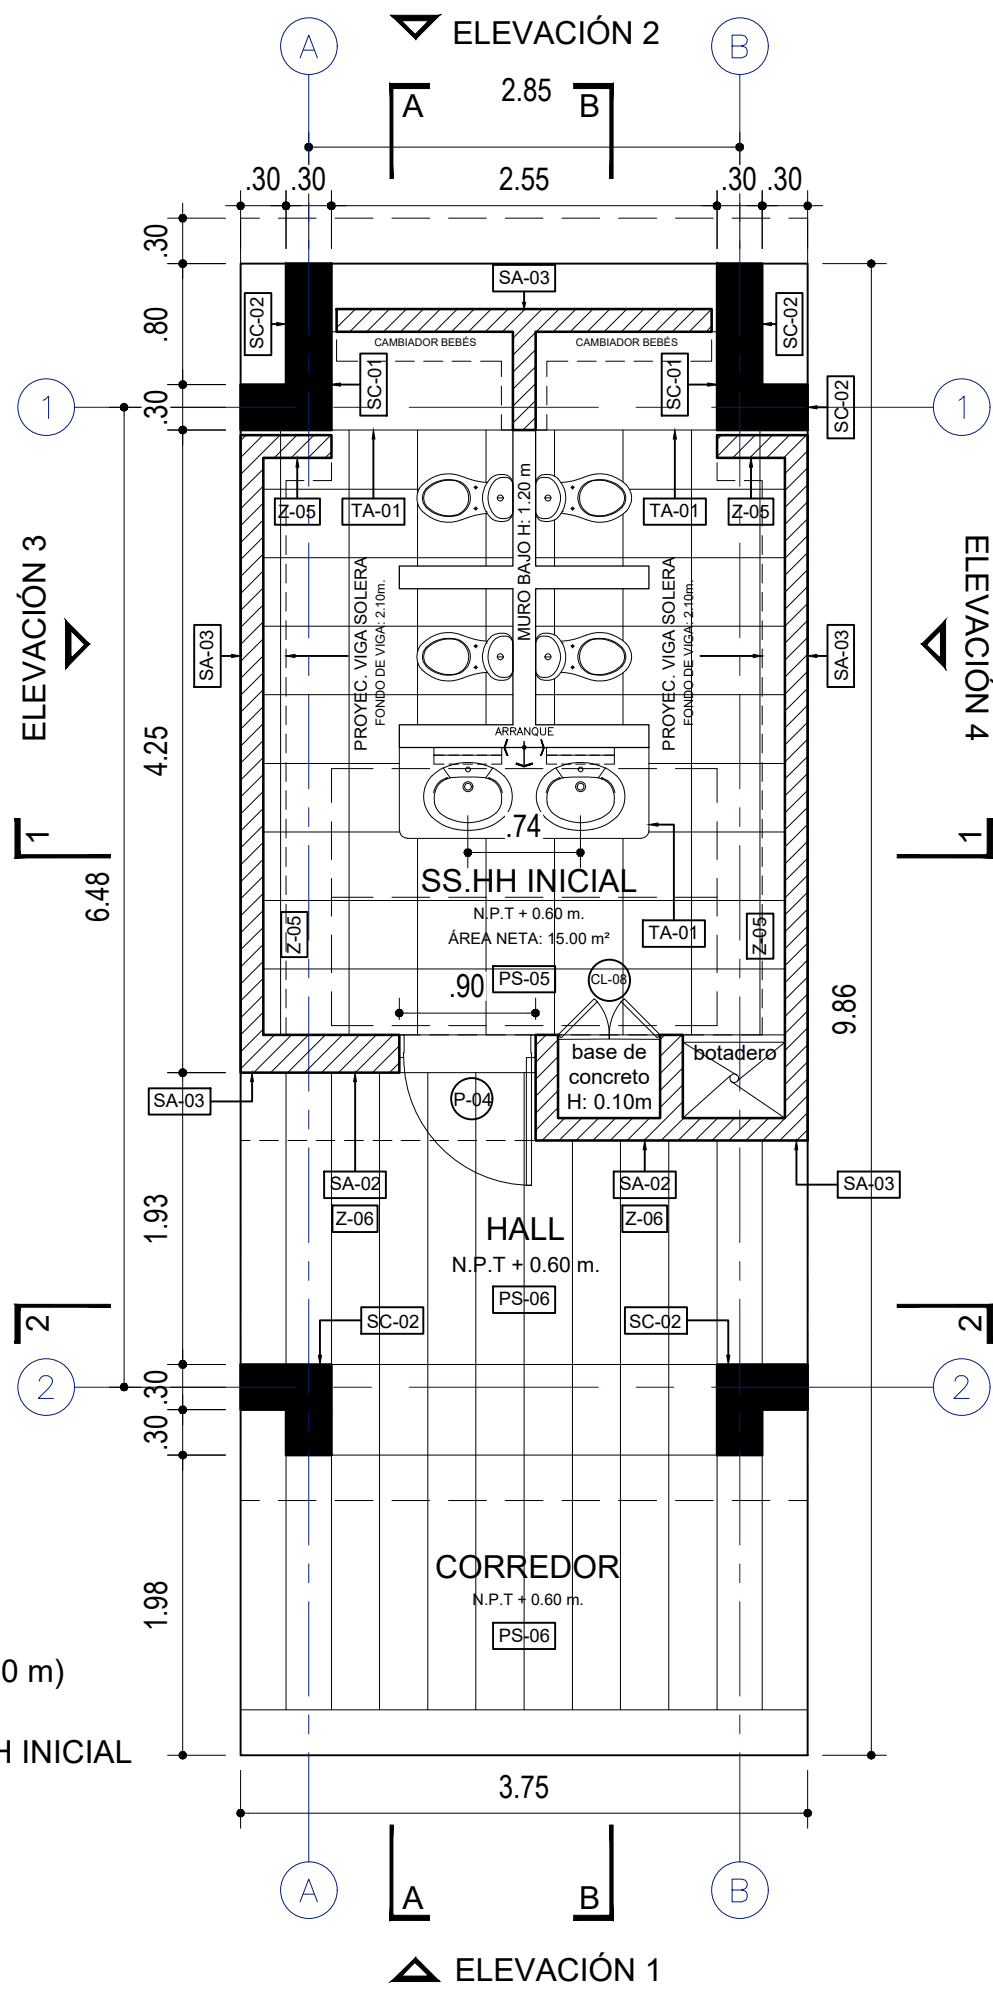 ELEVACIÓN 2
A
B
2.85
A
B
.30
.30
2.55
.30
.30
.30
.80
.30
4.25
6.48
1.93
.30
.30
1.98
9.86
SA-03
SC-02
SC-02
CAMBIADOR BEBÉS
CAMBIADOR BEBÉS
SC-01
SC-01
SC-02
1
1
Z-05
TA-01
TA-01
Z-05
MURO BAJO H: 1.20 m
ELEVACIÓN 3
ELEVACIÓN 4
PROYEC. VIGA SOLERA
FONDO DE VIGA: 2.10m.
PROYEC. VIGA SOLERA
FONDO DE VIGA: 2.10m.
SA-03
SA-03
ARRANQUE
.74
1
1
SS.HH INICIAL
N.P.T + 0.60 m.
ÁREA NETA: 15.00 m²
Z-05
TA-01
Z-05
.90
PS-05
CL-08
base de
concreto
H: 0.10m
botadero
SA-03
P-04
SA-02
Z-06
SA-02
Z-06
SA-03
HALL
N.P.T + 0.60 m.
PS-06
2
2
SC-02
SC-02
2
2
CORREDOR
N.P.T + 0.60 m.
PS-06
0 m)
H INICIAL
3.75
A
B
A
B
ELEVACIÓN 1